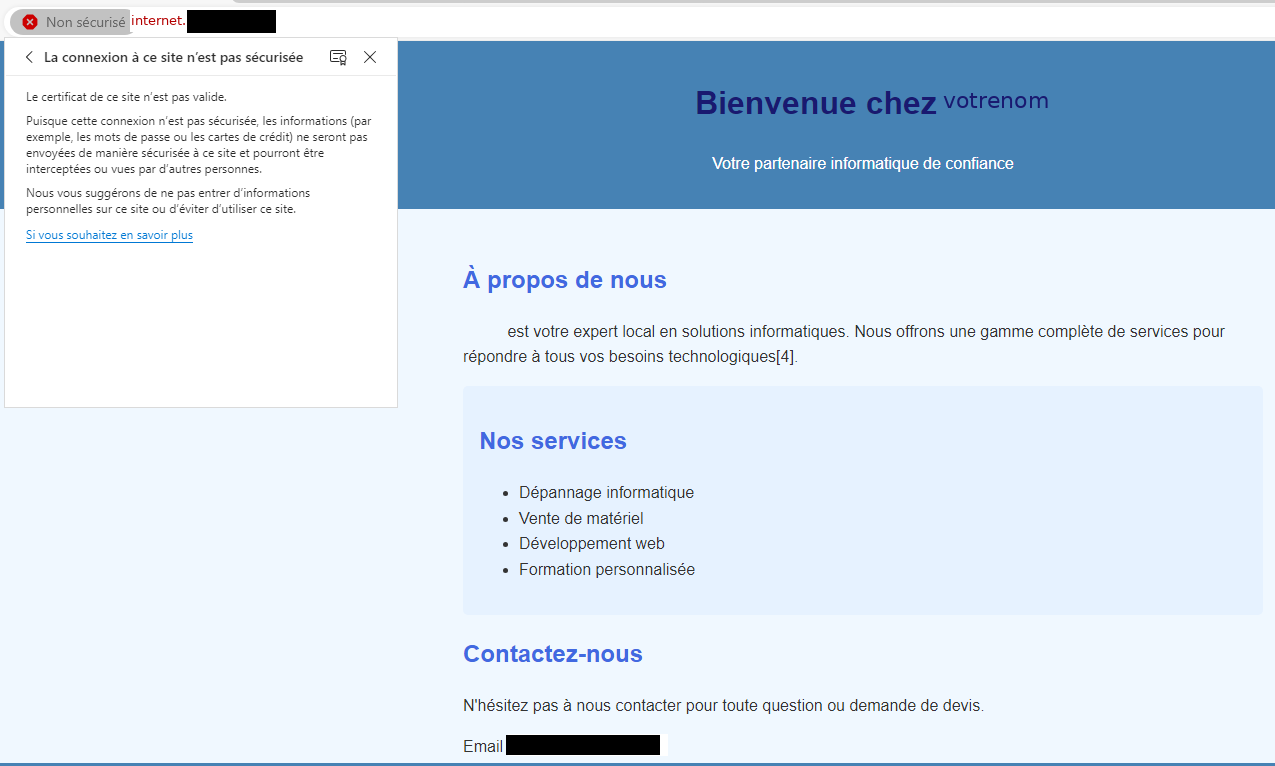 Non sécurisé internet.
La connexion à ce site n’est pas sécurisée
Le certificat de ce site n’est pas valide.
Puisque cette connexion n’est pas sécurisée, les informations (par
exemple, les mots de passe ou les cartes de crédit) ne seront pas
envoyées de manière sécurisée à ce site et pourront être
interceptées ou vues par d’autres personnes.
Nous vous suggérons de ne pas entrer d’informations
personnelles sur ce site ou d’éviter d’utiliser ce site.
Si vous souhaitez en savoir plus
Bienvenue chez votrenom
Votre partenaire informatique de confiance
À propos de nous
est votre expert local en solutions informatiques. Nous offrons une gamme complète de services pour
répondre à tous vos besoins technologiques[4].
Nos services
• Dépannage informatique
• Vente de matériel
• Développement web
• Formation personnalisée
Contactez-nous
N'hésitez pas à nous contacter pour toute question ou demande de devis.
Email